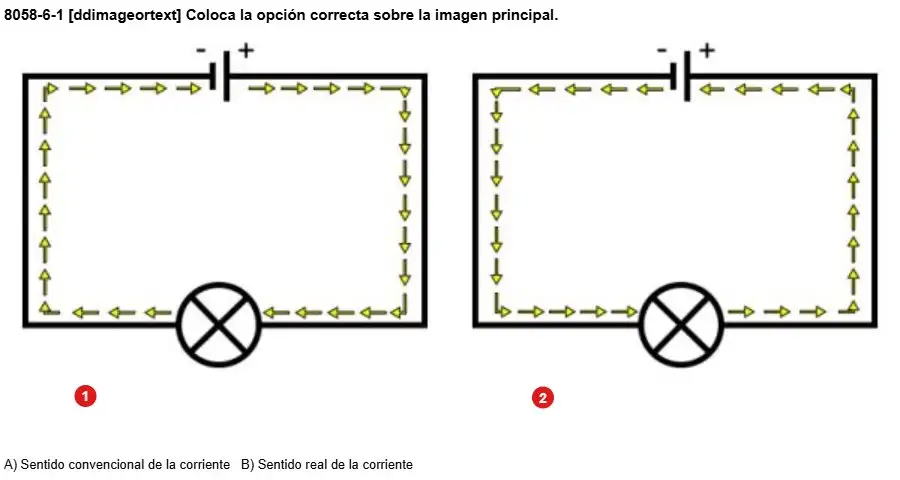 8058-6-1 [ddimageortext] Coloca la opción correcta sobre la imagen principal.
- +
- +
1
2
A) Sentido convencional de la corriente B) Sentido real de la corriente